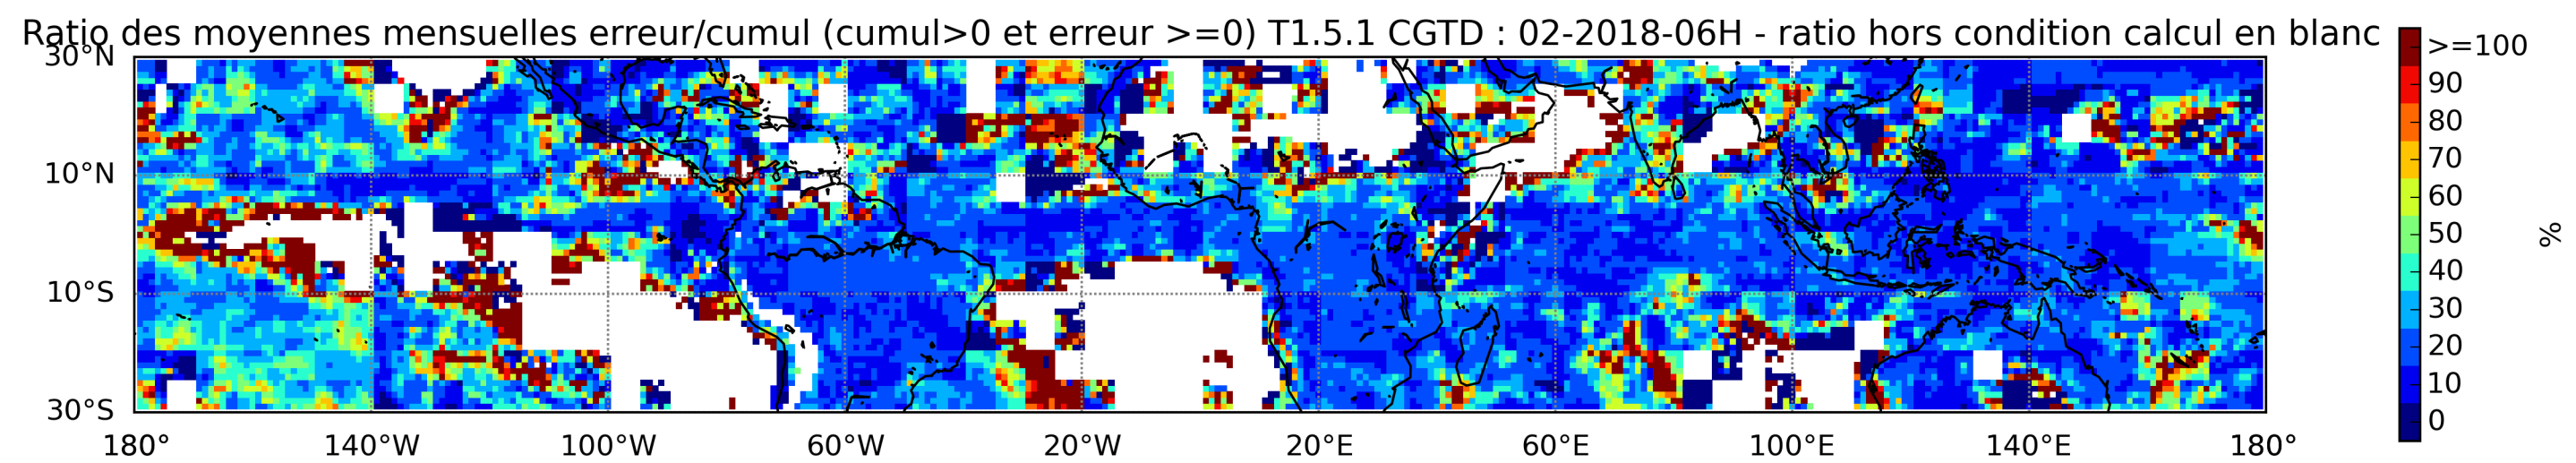 Ratio des moyennes mensuelles erreur/cumul (cumul>0 et erreur >=0) T1.5.1 CGTD : 02-2018-06H - ratio hors condition calcul en blanc
30°N
10°N
10°S
30°S
180° 140°W 100°W 60°W 20°W 20°E 60°E 100°E 140°E 180°
>=100
90
80
70
60
50
40
30
20
10
0
%